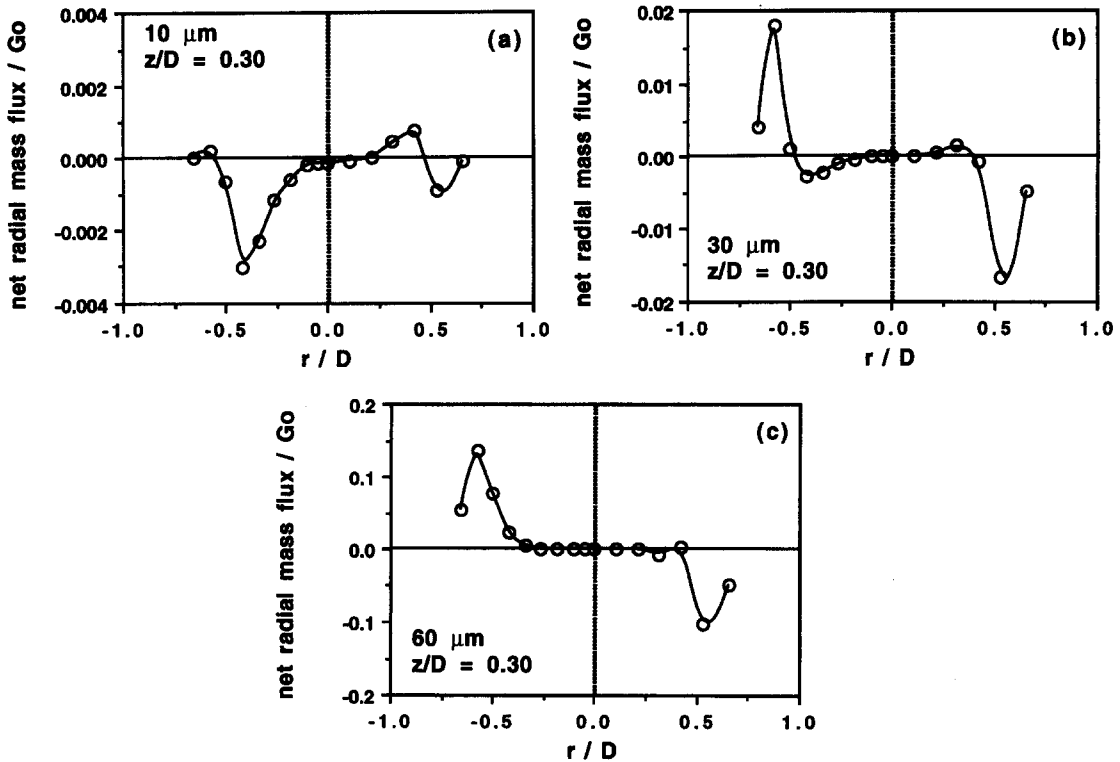 net radial mass flux / Go
0.004
0.002
0.000
-0.002
-0.004
10 μm
z/D = 0.30
(a)
-1.0 -0.5 0.0 0.5 1.0
r / D
net radial mass flux / Go
0.02
0.01
0.00
-0.01
-0.02
(b)
30 μm
z/D = 0.30
-1.0 -0.5 0.0 0.5 1.0
r / D
net radial mass flux / Go
0.2
0.1
0.0
-0.1
-0.2
(c)
60 μm
z/D = 0.30
-1.0 -0.5 0.0 0.5 1.0
r / D